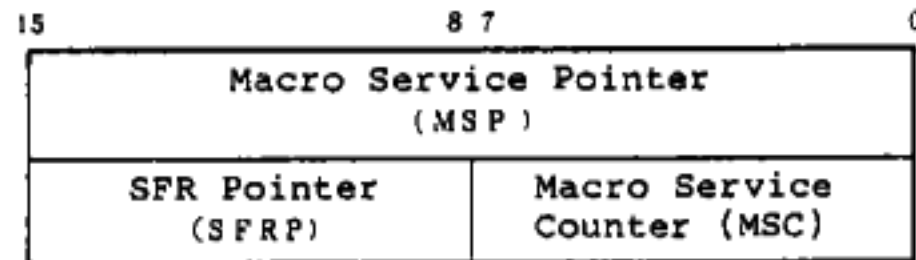 15 8 7 0
Macro Service Pointer
(MSP)
SFR Pointer
(SFRP)
Macro Service
Counter (MSC)